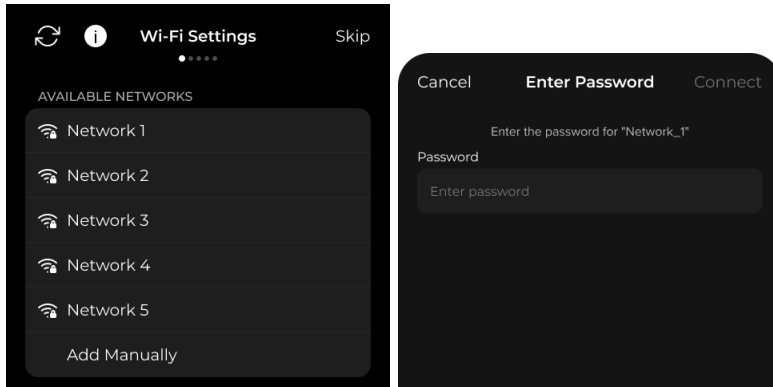 Wi-Fi Settings
Skip
AVAILABLE NETWORKS
Network 1
Network 2
Network 3
Network 4
Network 5
Add Manually
Cancel
Enter Password
Connect
Enter the password for "Network_1"
Password
Enter password